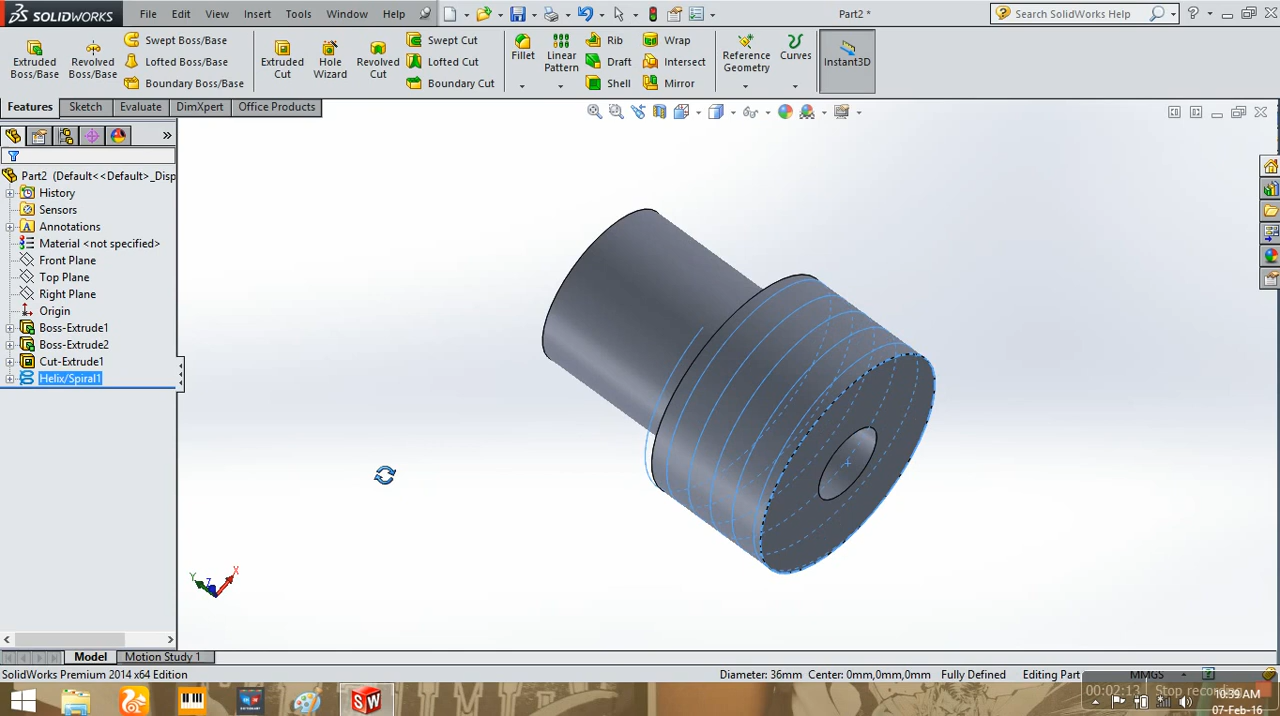 SOLIDWORKS File Edit View Insert Tools Window Help Part2 * Search SolidWorks Help
Extruded Boss/Base
Revolved Boss/Base
Swept Boss/Base
Lofted Boss/Base
Boundary Boss/Base
Extruded Cut
Hole Wizard
Revolved Cut
Swept Cut
Lofted Cut
Boundary Cut
Fillet
Linear Pattern
Rib
Draft
Shell
Wrap
Intersect
Mirror
Reference Geometry
Curves
Instant3D
Features Sketch Evaluate DimXpert Office Products
Part2 (Default<<Default>_Disp
History
Sensors
Annotations
Material <not specified>
Front Plane
Top Plane
Right Plane
Origin
Boss-Extrude1
Boss-Extrude2
Cut-Extrude1
Helix/Spiral1
Y Z X
Model Motion Study 1
SolidWorks Premium 2014 x64 Edition Diameter: 36mm Center: 0mm,0mm,0mm Fully Defined Editing Part MMGS
00:02:13 Stop recording
10:39 AM
07-Feb-16